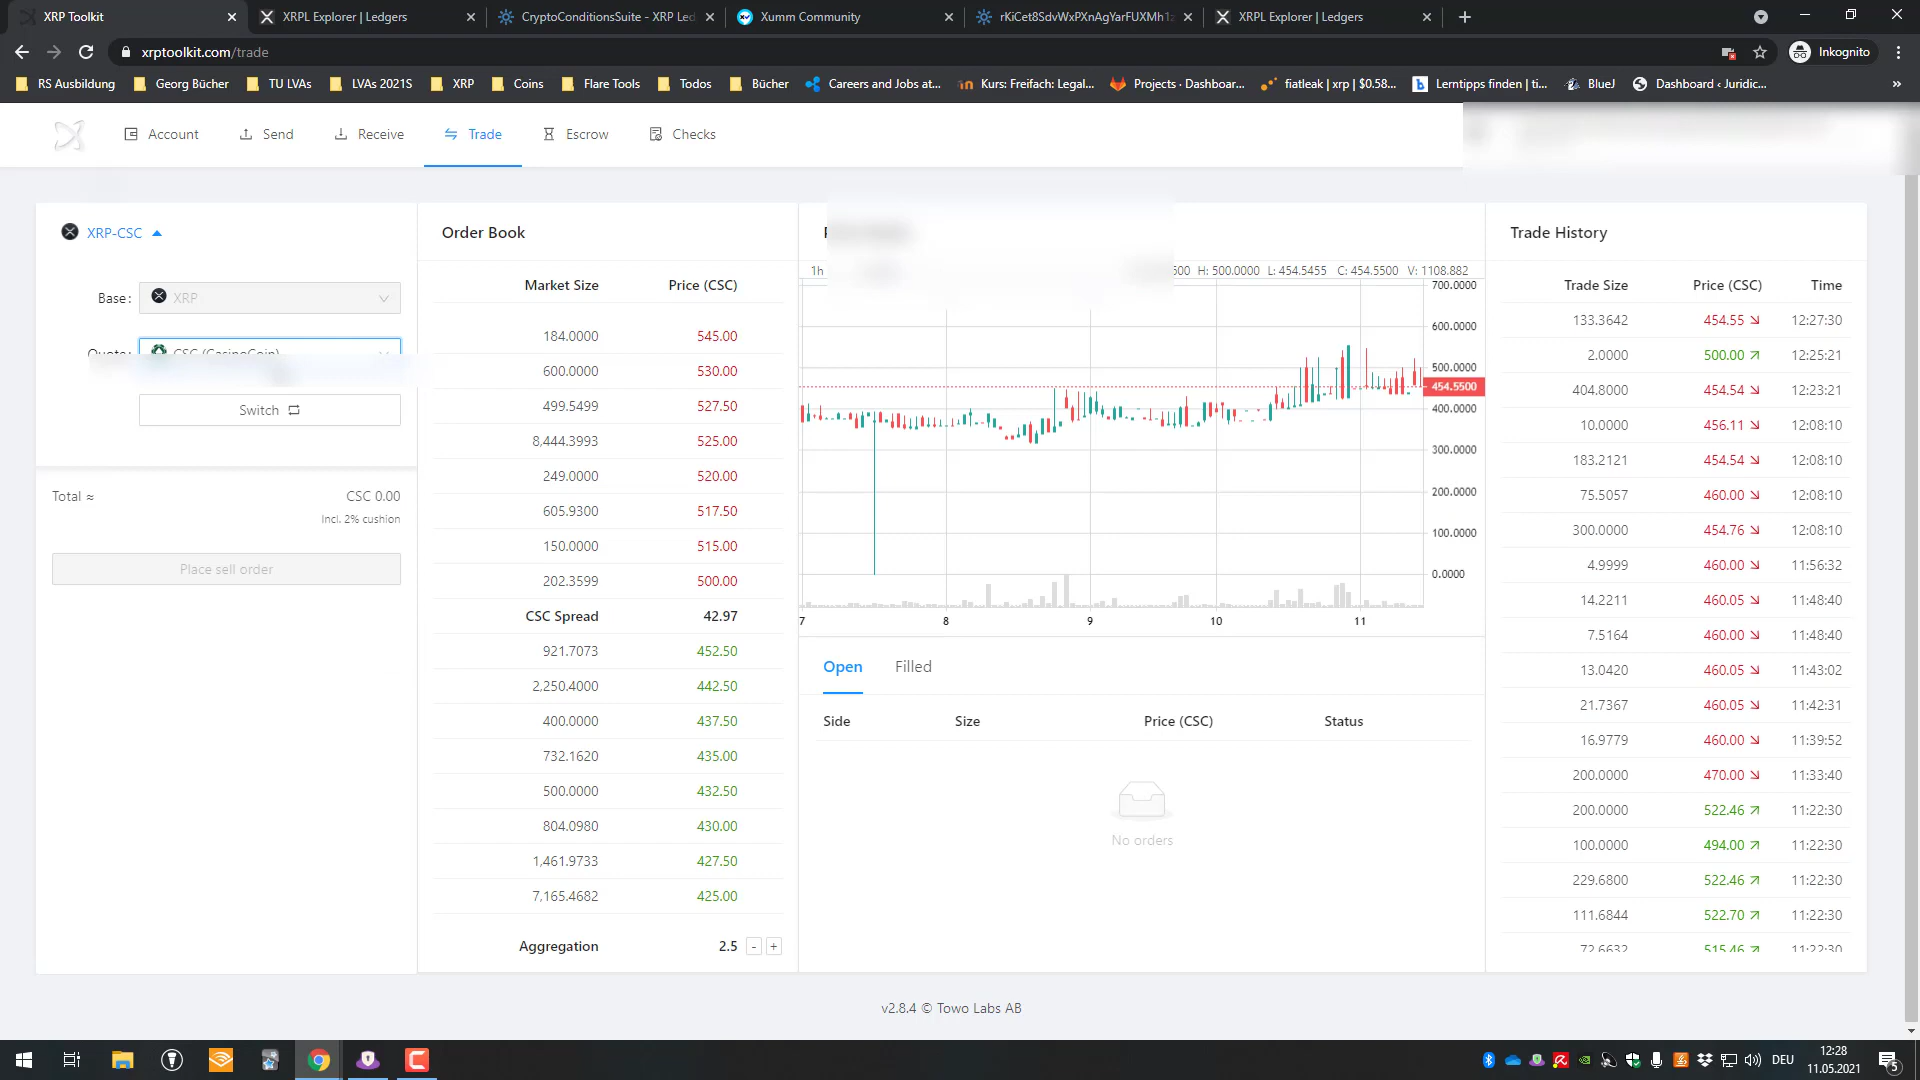 XRP Toolkit
XRPL Explorer | Ledgers
CryptoConditionsSuite - XRP Led
Xumm Community
rKiCet8SdvWxPXnAgYarFUXMh1z
XRPL Explorer | Ledgers
xrptoolkit.com/trade
Inkognito
RS Ausbildung
Georg Bücher
TU LVAs
LVAs 2021S
XRP
Coins
Flare Tools
Todos
Bücher
Careers and Jobs at...
Kurs: Freifach: Legal...
Projects · Dashboar...
fiatleak | xrp | $0.58...
Lerntipps finden | ti...
BlueJ
Dashboard ‹ Juridic...
»
Account
Send
Receive
Trade
Escrow
Checks
XRP-CSC
Base:
XRP
Quote:
CSC (CasinoCoin)
Switch
Total ≈
CSC 0.00
Incl. 2% cushion
Place sell order
Order Book
Market Size Price (CSC)
184.0000 545.00
600.0000 530.00
499.5499 527.50
8,444.3993 525.00
249.0000 520.00
605.9300 517.50
150.0000 515.00
202.3599 500.00
CSC Spread 42.97
921.7073 452.50
2,250.4000 442.50
400.0000 437.50
732.1620 435.00
500.0000 432.50
804.0980 430.00
1,461.9733 427.50
7,165.4682 425.00
Aggregation 2.5 - +
1h
H: 500.0000 L: 454.5455 C: 454.5500 V: 1108.882
700.0000
600.0000
500.0000
454.5500
400.0000
300.0000
200.0000
100.0000
0.0000
7 8 9 10 11
Open Filled
Side Size Price (CSC) Status
No orders
Trade History
Trade Size Price (CSC) Time
133.3642 454.55 12:27:30
2.0000 500.00 12:25:21
404.8000 454.54 12:23:21
10.0000 456.11 12:08:10
183.2121 454.54 12:08:10
75.5057 460.00 12:08:10
300.0000 454.76 12:08:10
4.9999 460.00 11:56:32
14.2211 460.05 11:48:40
7.5164 460.00 11:48:40
13.0420 460.05 11:43:02
21.7367 460.05 11:42:31
16.9779 460.00 11:39:52
200.0000 470.00 11:33:40
200.0000 522.46 11:22:30
100.0000 494.00 11:22:30
229.6800 522.46 11:22:30
111.6844 522.70 11:22:30
72.6632 515.46 11:22:30
v2.8.4 © Towo Labs AB
DEU
12:28
11.05.2021
5